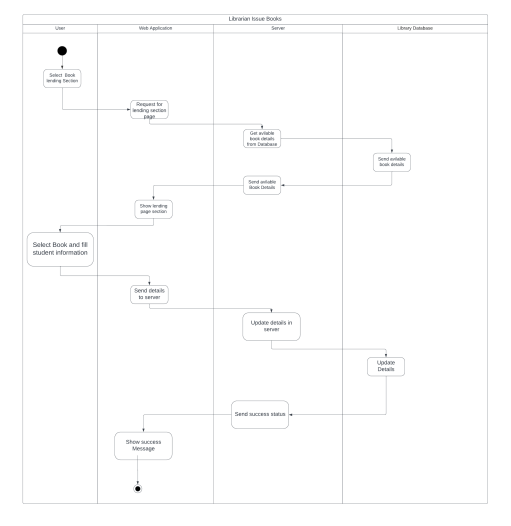 Librarian Issue Books
User
Web Application
Server
Library Database
Select Book
lending Section
Request for
lending section
page
Get avilable
book details
from Database
Send avilable
book details
Send avilable
Book Details
Show lending
page section
Select Book and fill
student information
Send details
to server
Update details in
server
Update
Details
Send success status
Show success
Message